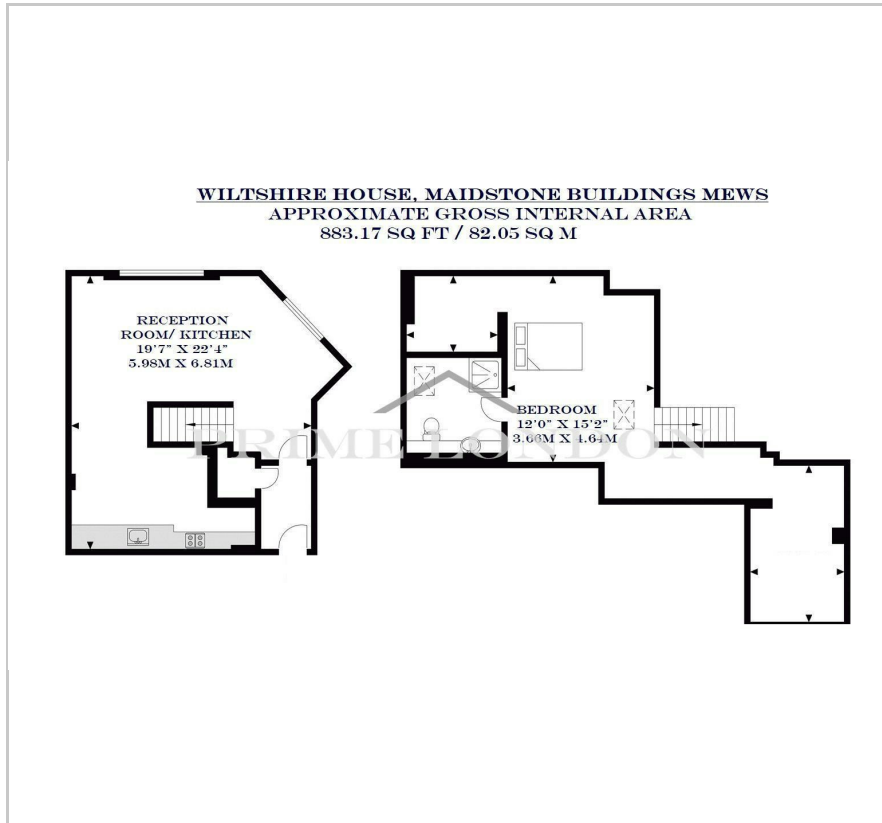 WILTSHIRE HOUSE, MAIDSTONE BUILDINGS MEWS
APPROXIMATE GROSS INTERNAL AREA
883.17 SQ FT / 82.05 SQ M
RECEPTION
ROOM/ KITCHEN
19'7" X 22'4"
5.98M X 6.81M
BEDROOM
12'0" X 15'2"
3.66M X 4.64M
PRIME LONDON